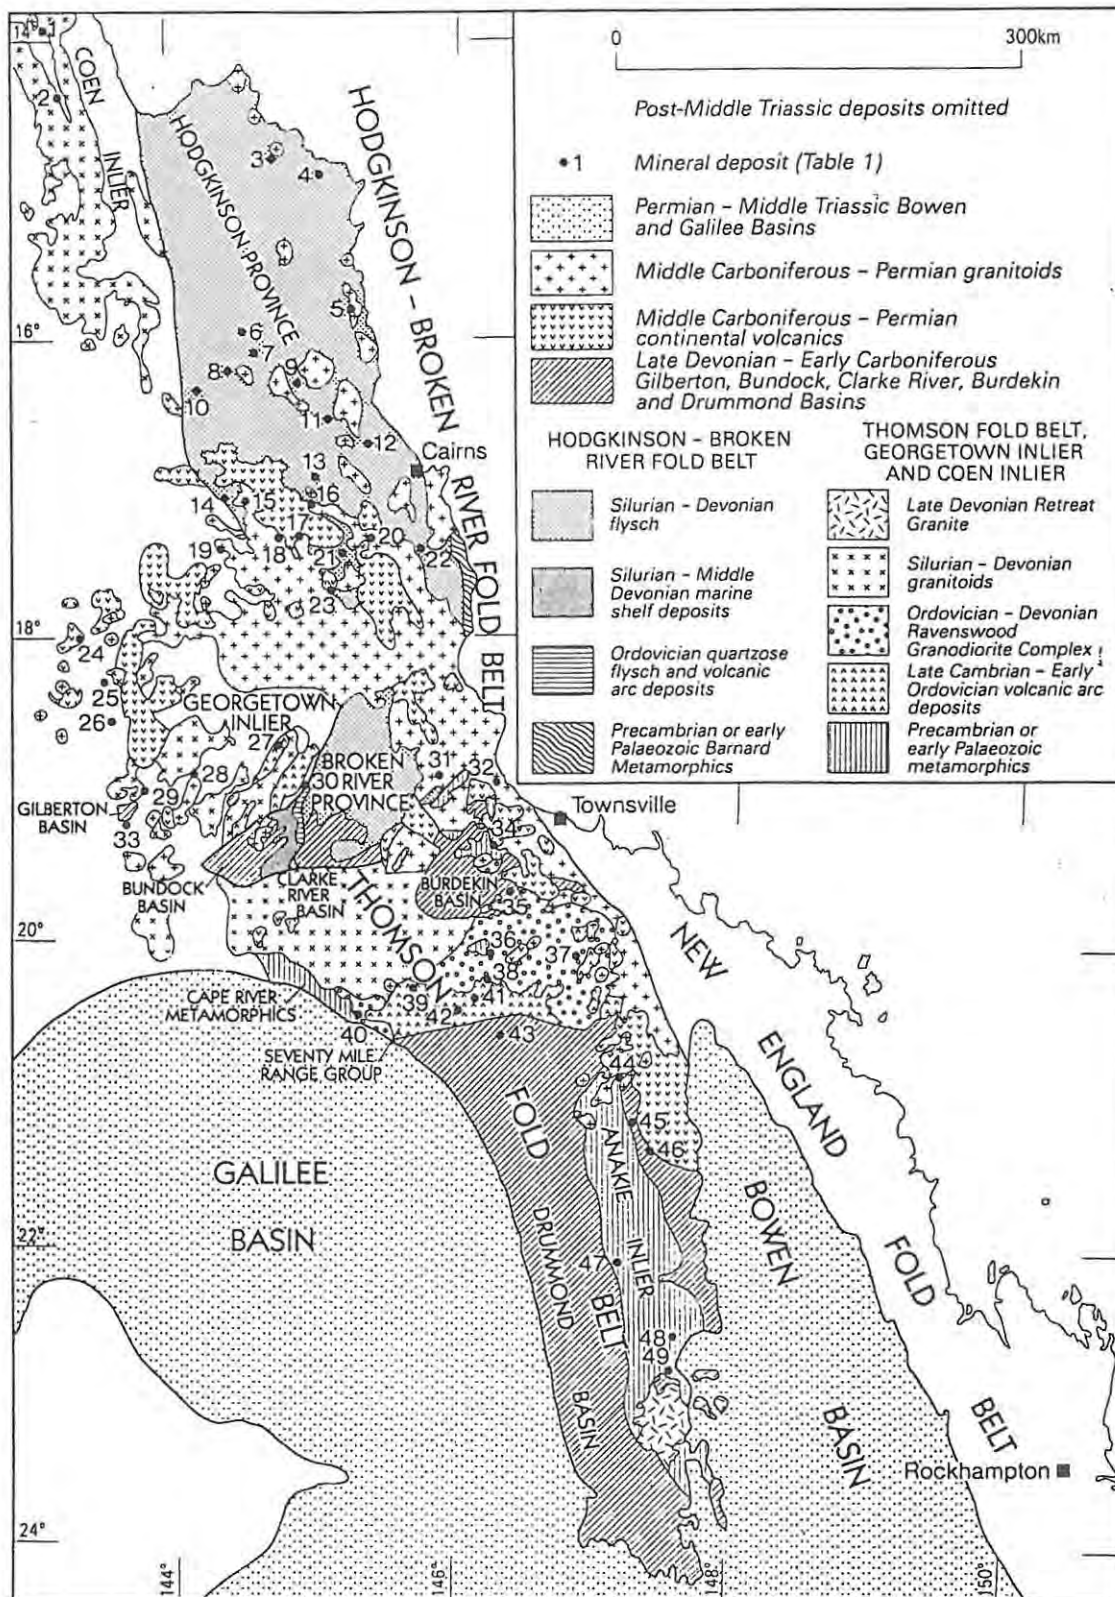 0 300km
Post-Middle Triassic deposits omitted
•1 Mineral deposit (Table 1)
Permian – Middle Triassic Bowen
and Galilee Basins
Middle Carboniferous – Permian granitoids
Middle Carboniferous – Permian
continental volcanics
Late Devonian – Early Carboniferous
Gilberton, Bundock, Clarke River, Burdekin
and Drummond Basins
HODGKINSON – BROKEN
RIVER FOLD BELT
Silurian – Devonian
flysch
Silurian – Middle
Devonian marine
shelf deposits
Ordovician quartzose
flysch and volcanic
arc deposits
Precambrian or early
Palaeozoic Barnard
Metamorphics
THOMSON FOLD BELT,
GEORGETOWN INLIER
AND COEN INLIER
Late Devonian Retreat
Granite
Silurian – Devonian
granitoids
Ordovician – Devonian
Ravenswood
Granodiorite Complex
Late Cambrian – Early
Ordovician volcanic arc
deposits
Precambrian or
early Palaeozoic
metamorphics
14°
1
COEN
INLIER
2
HODGKINSON PROVINCE
HODGKINSON – BROKEN
RIVER FOLD BELT
3
4
5
16°
6
7
8
9
10
11
12
Cairns
13
14
15
16
17
18
19
20
21
22
23
18°
24
25
26
GEORGETOWN
INLIER
27
28
29
BROKEN
30 RIVER
PROVINCE
31
32
Townsville
GILBERTON
BASIN
33
34
BUNDOCK
BASIN
CLARKE
RIVER
BASIN
BURDEKIN
BASIN
35
THOMSON
FOLD
BELT
20°
36
37
38
39
CAPE RIVER
METAMORPHICS
40
41
42
43
SEVENTY MILE
RANGE GROUP
NEW
ENGLAND
FOLD
BELT
44
45
46
ANAKIE
INLIER
GALILEE
BASIN
DRUMMOND
BASIN
BOWEN
BASIN
22°
47
48
49
Rockhampton
24°
144°
146°
148°
150°